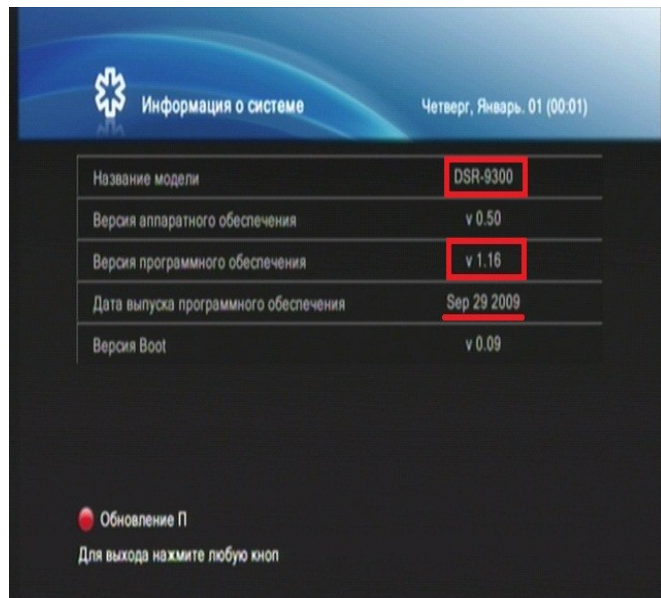 Информация о системе
Четверг, Январь. 01 (00:01)
Название модели DSR-9300
Версия аппаратного обеспечения v 0.50
Версия программного обеспечения v 1.16
Дата выпуска программного обеспечения Sep 29 2009
Версия Boot v 0.09
Обновление П
Для выхода нажмите любую кноп